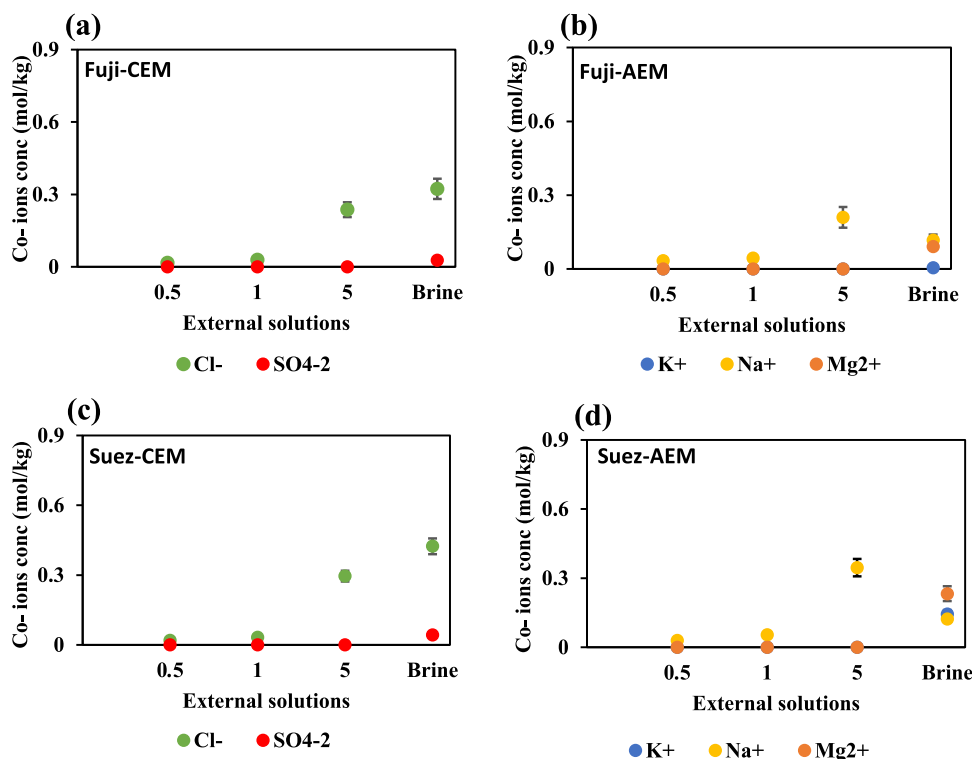 (a)
Fuji-CEM
Co- ions conc (mol/kg)
0.9
0.6
0.3
0
0.5 1 5 Brine
External solutions
Cl- SO4-2
(b)
Fuji-AEM
Co- ions conc (mol/kg)
0.9
0.6
0.3
0
0.5 1 5 Brine
External solutions
K+ Na+ Mg2+
(c)
Suez-CEM
Co- ions conc (mol/kg)
0.9
0.6
0.3
0
0.5 1 5 Brine
External solutions
Cl- SO4-2
(d)
Suez-AEM
Co- ions conc (mol/kg)
0.9
0.6
0.3
0
0.5 1 5 Brine
External solutions
K+ Na+ Mg2+